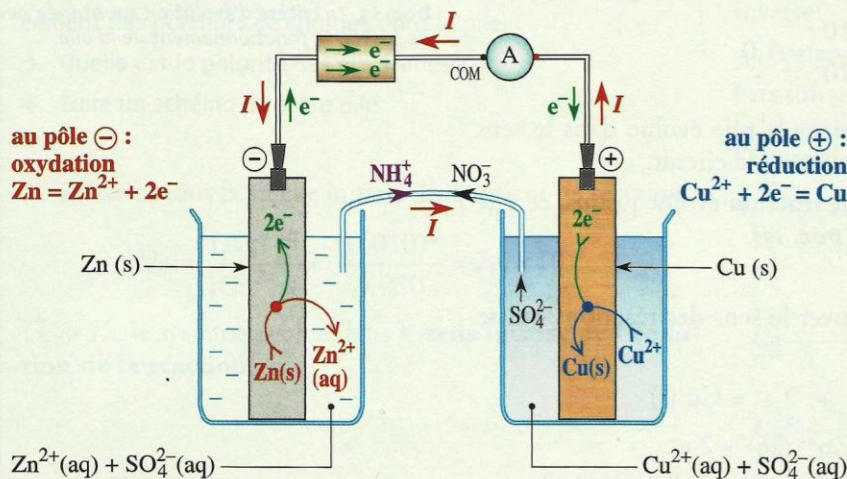 I
e⁻
e⁻
COM
A
I
e⁻
e⁻
I
au pôle ⊖ :
oxydation
Zn = Zn²⁺ + 2e⁻
⊖
NH₄⁺
NO₃⁻
I
⊕
au pôle ⊕ :
réduction
Cu²⁺ + 2e⁻ = Cu
2e⁻
2e⁻
Zn (s)
Cu (s)
SO₄²⁻
Zn(s)
Zn²⁺
(aq)
Cu(s)
Cu²⁺
Zn²⁺(aq) + SO₄²⁻(aq)
Cu²⁺(aq) + SO₄²⁻(aq)